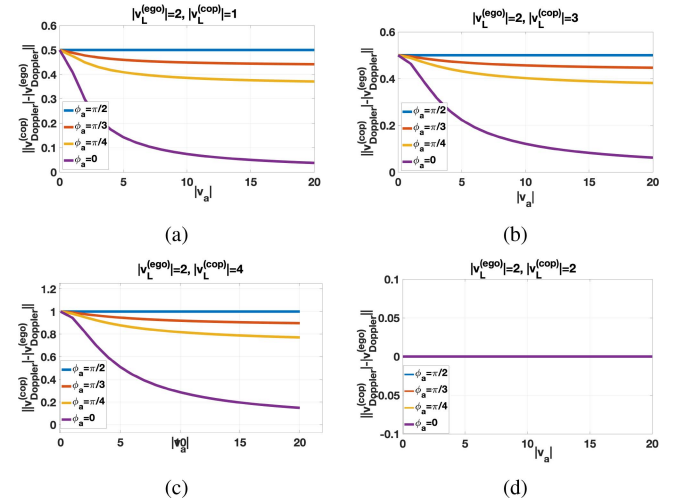 |v_L^(ego)|=2, |v_L^(cop)|=1
||v_Doppler^(cop)|-|v_Doppler^(ego)||
0.6
0.5
0.4
0.3
0.2
0.1
0
ϕ_a=π/2
ϕ_a=π/3
ϕ_a=π/4
ϕ_a=0
0 5 10 15 20
|v_a|
(a)
|v_L^(ego)|=2, |v_L^(cop)|=3
||v_Doppler^(cop)|-|v_Doppler^(ego)||
0.6
0.4
0.2
0
ϕ_a=π/2
ϕ_a=π/3
ϕ_a=π/4
ϕ_a=0
0 5 10 15 20
|v_a|
(b)
|v_L^(ego)|=2, |v_L^(cop)|=4
||v_Doppler^(cop)|-|v_Doppler^(ego)||
1.2
1
0.8
0.6
0.4
0.2
0
ϕ_a=π/2
ϕ_a=π/3
ϕ_a=π/4
ϕ_a=0
0 5 10 15 20
|v_a|
(c)
|v_L^(ego)|=2, |v_L^(cop)|=2
||v_Doppler^(cop)|-|v_Doppler^(ego)||
0.1
0.05
0
-0.05
-0.1
ϕ_a=π/2
ϕ_a=π/3
ϕ_a=π/4
ϕ_a=0
0 5 10 15 20
|v_a|
(d)